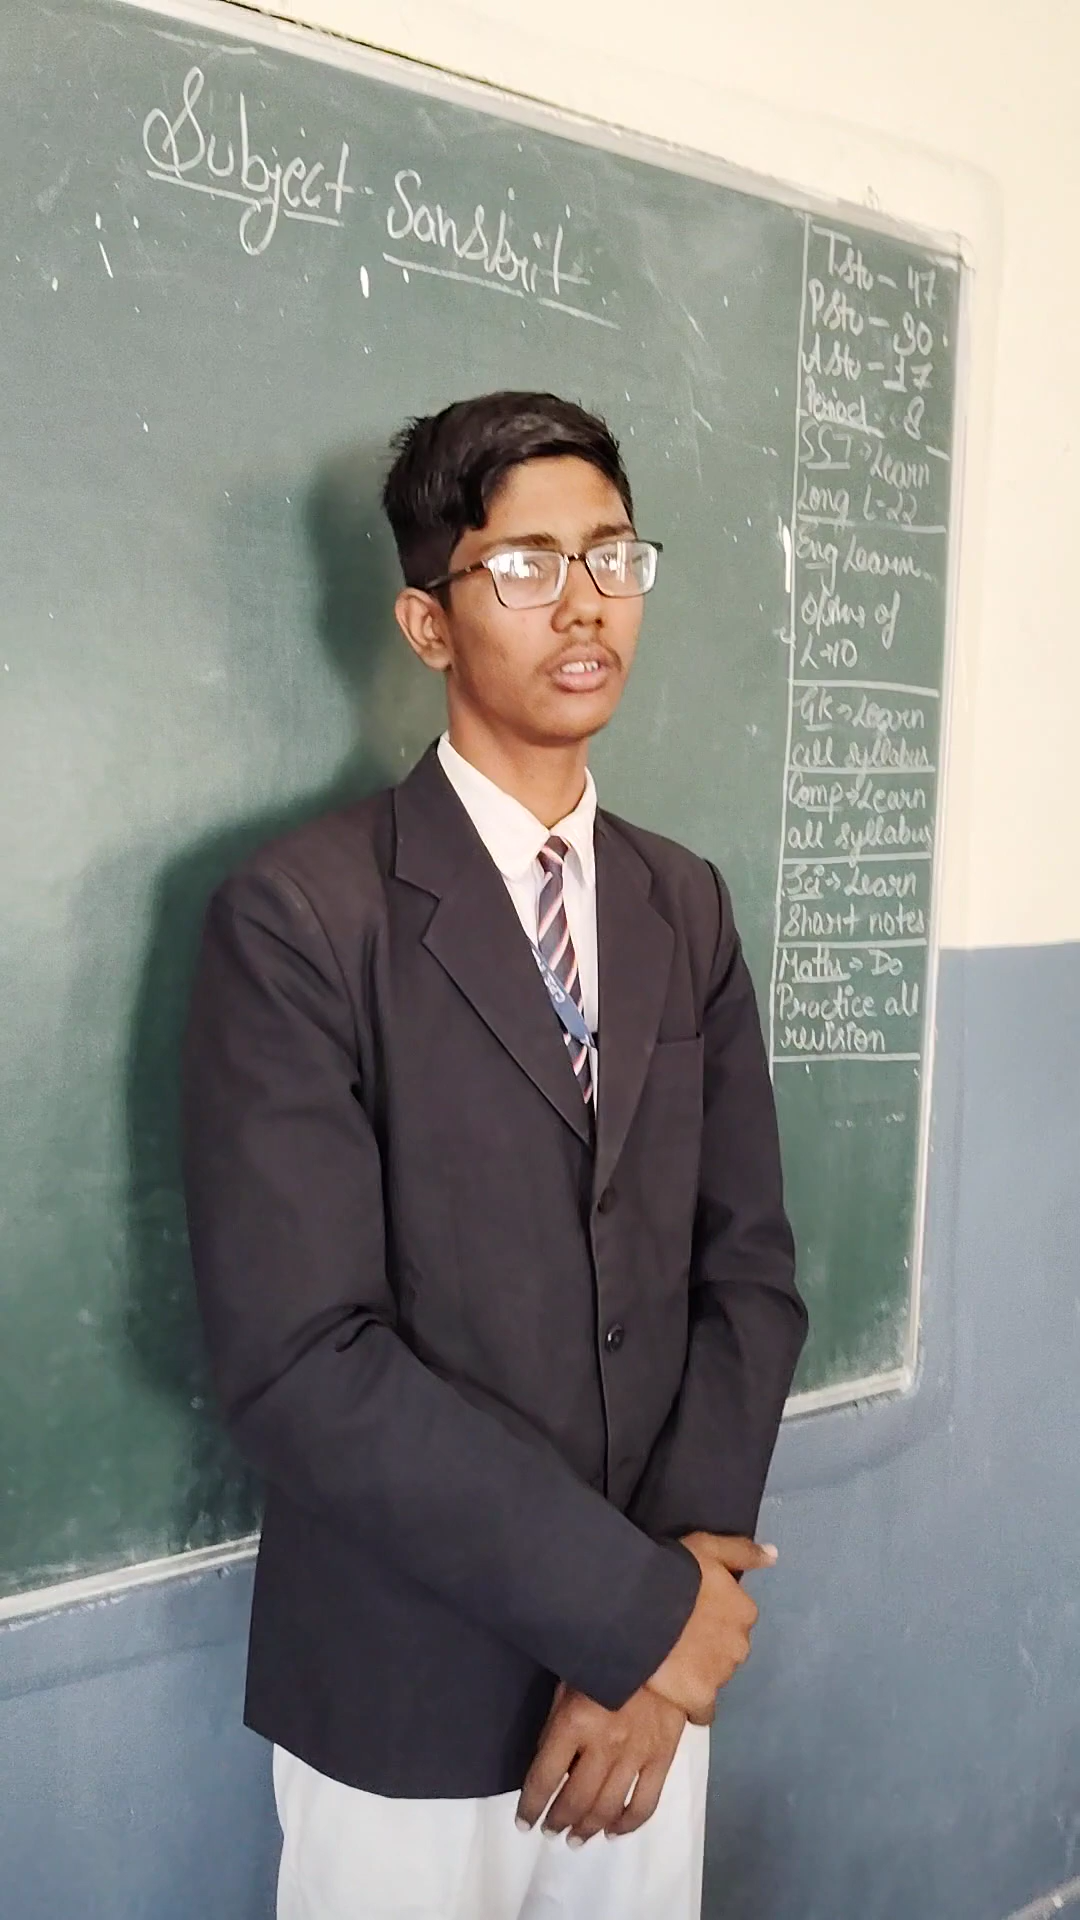 Subject - Sanskrit
T.Stu - 47
P.Stu - 30
A.Stu - 17
Period - 8
SST → Learn
Long L-22
Eng Learn
of
L→10
GK → Learn
all syllabus
Comp → Learn
all syllabus
Sci → Learn
Short notes
Maths → Do
Practice all
revision